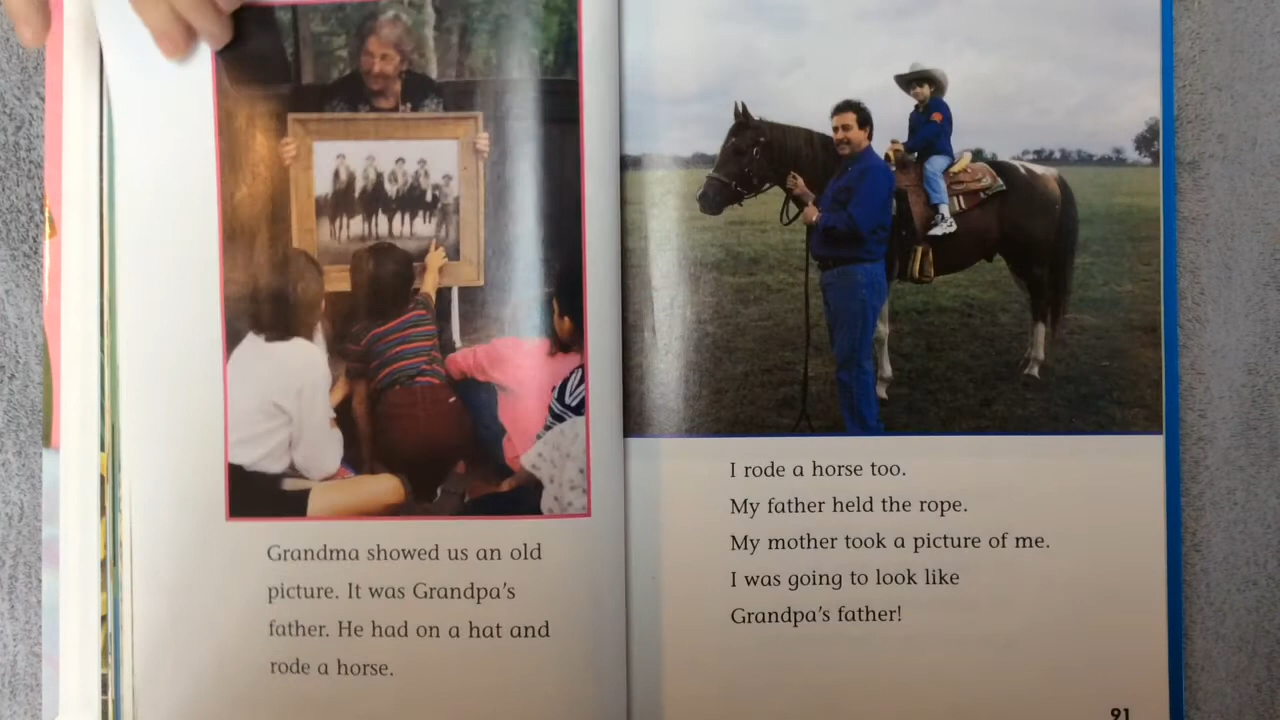 Grandma showed us an old
picture. It was Grandpa's
father. He had on a hat and
rode a horse.
I rode a horse too.
My father held the rope.
My mother took a picture of me.
I was going to look like
Grandpa's father!
91